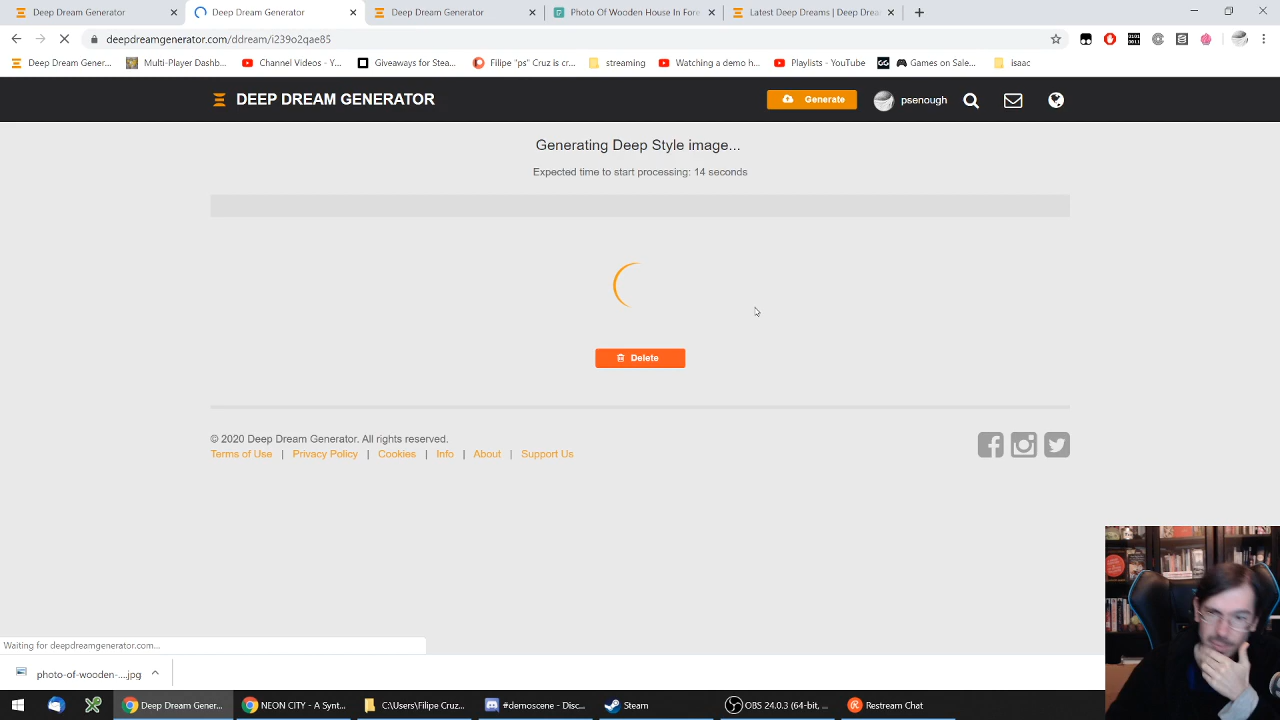 Deep Dream Generator
Deep Dream Generator
Deep Dream Generator
Photo Of Wooden House In Fore
Latest Deep Dreams | Deep Drea
deepdreamgenerator.com/ddream/i239o2qae85
Deep Dream Gener...
Multi-Player Dashb...
Channel Videos - Y...
Giveaways for Stea...
Filipe "ps" Cruz is cr...
streaming
Watching a demo h...
Playlists - YouTube
Games on Sale...
isaac
DEEP DREAM GENERATOR
Generate
psenough
Generating Deep Style image...
Expected time to start processing: 14 seconds
Delete
© 2020 Deep Dream Generator. All rights reserved.
Terms of Use | Privacy Policy | Cookies | Info | About | Support Us
Waiting for deepdreamgenerator.com...
photo-of-wooden-....jpg
Deep Dream Gener...
NEON CITY - A Synt...
C:\Users\Filipe Cruz...
#demoscene - Disc...
Steam
OBS 24.0.3 (64-bit, ...
Restream Chat